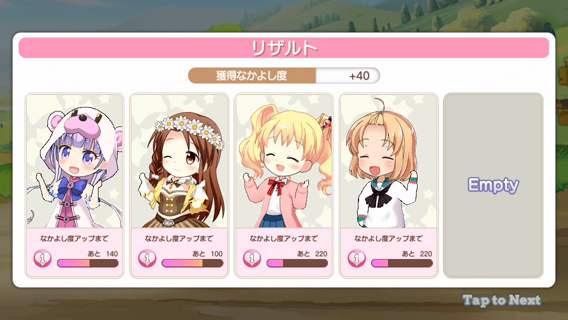 リザルト
獲得なかよし度 +40
なかよし度アップまで
1 あと 140
なかよし度アップまで
1 あと 100
なかよし度アップまで
1 あと 220
なかよし度アップまで
1 あと 220
Empty
Tap to Next